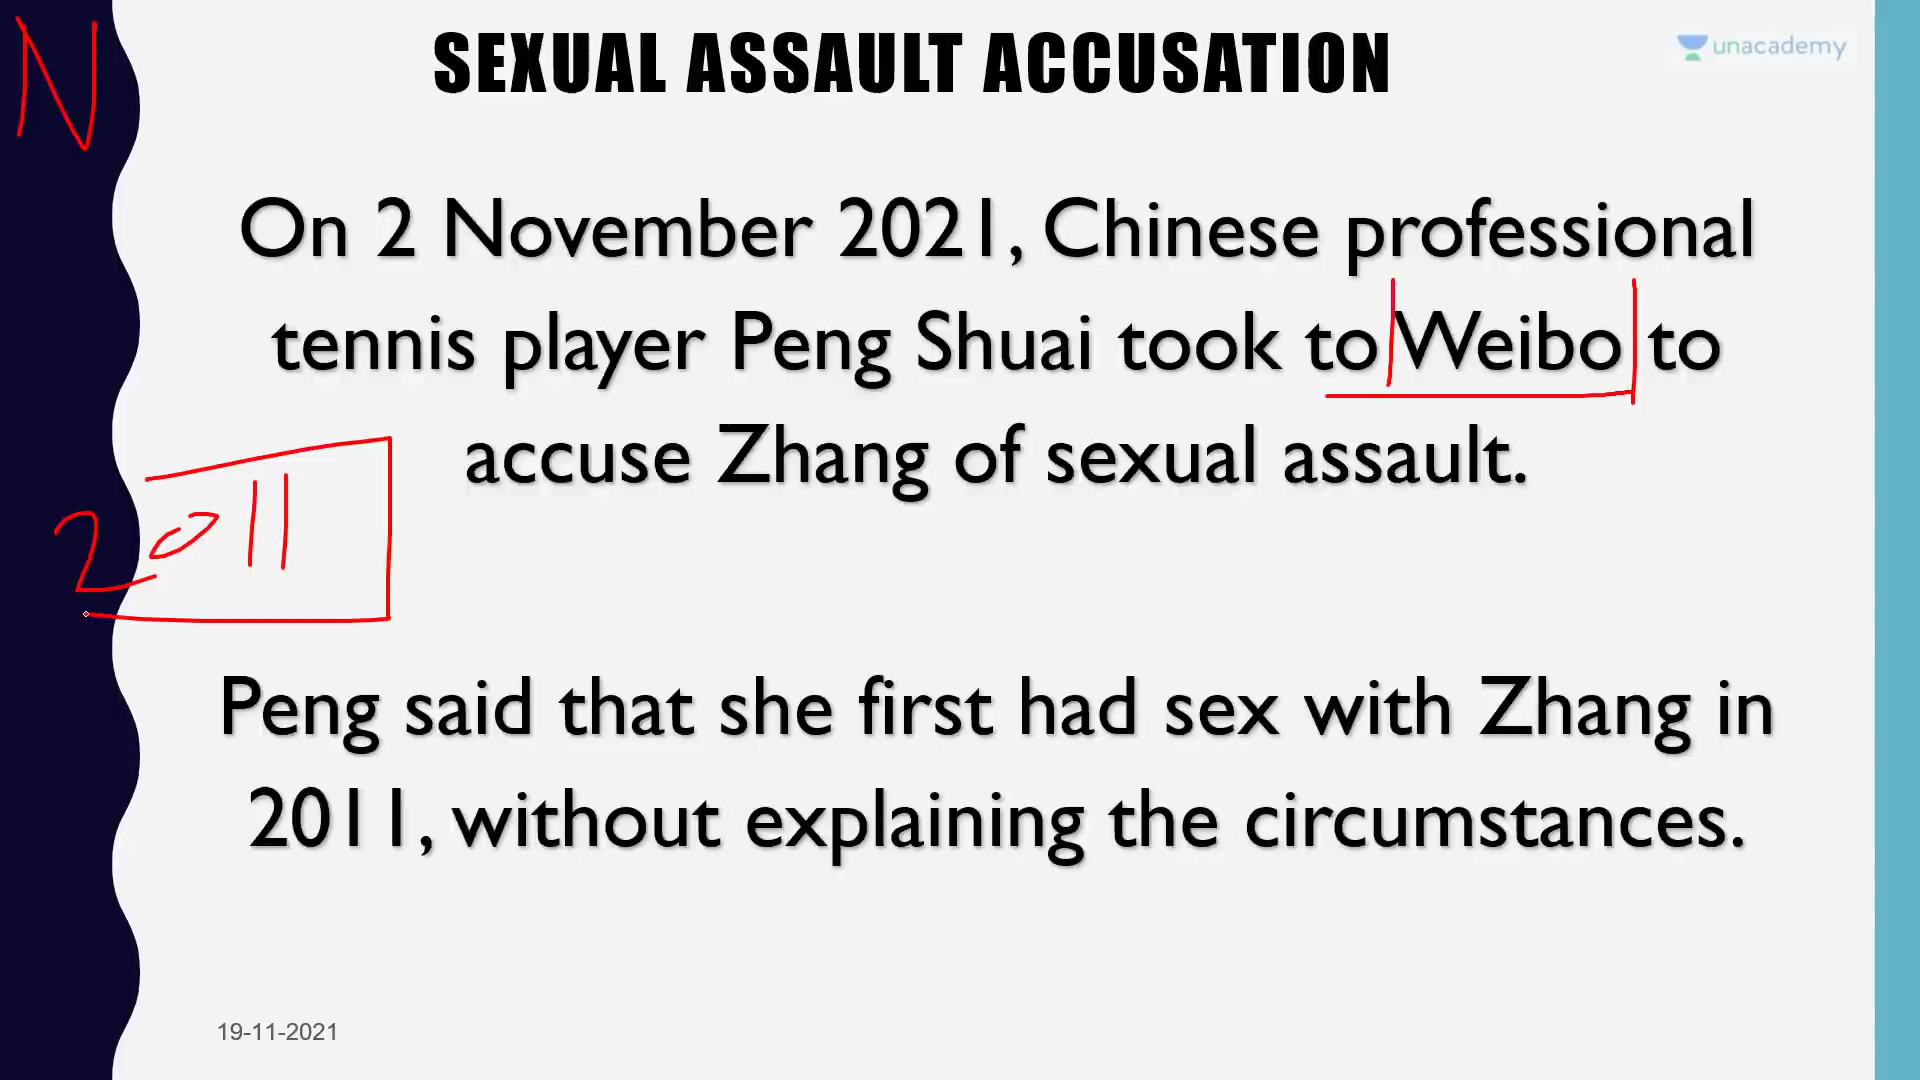 N
SEXUAL ASSAULT ACCUSATION
unacademy
On 2 November 2021, Chinese professional
tennis player Peng Shuai took to Weibo to
accuse Zhang of sexual assault.
2011
Peng said that she first had sex with Zhang in
2011, without explaining the circumstances.
19-11-2021